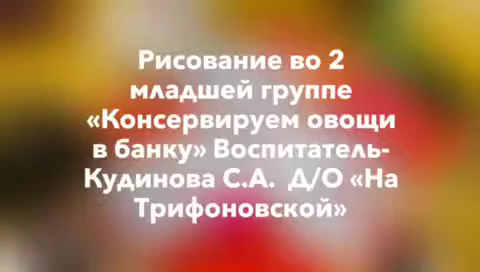 Рисование во 2
младшей группе
«Консервируем овощи
в банку» Воспитатель-
Кудинова С.А.  Д/О «На
Трифоновской»